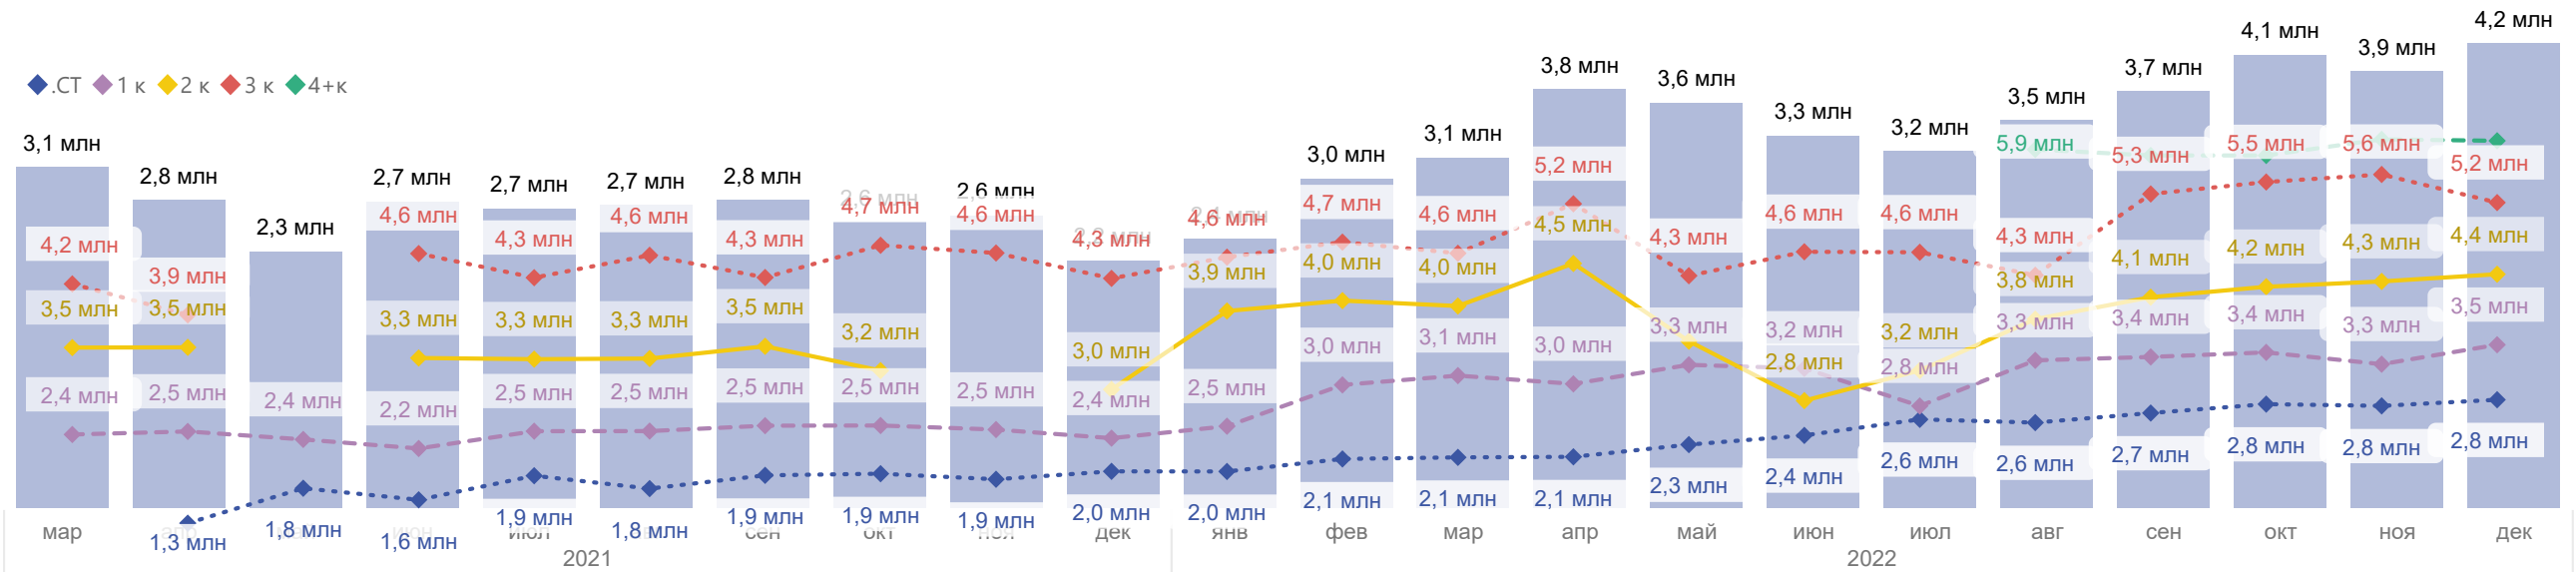 .СТ 1 к 2 к 3 к 4+к
3,1 млн 2,8 млн 2,3 млн 2,7 млн 2,7 млн 2,7 млн 2,8 млн 2,6 млн 2,6 млн 3,0 млн 3,1 млн 3,8 млн 3,6 млн 3,3 млн 3,2 млн 3,5 млн 3,7 млн 4,1 млн 3,9 млн 4,2 млн
5,9 млн
4,2 млн 3,9 млн 4,6 млн 4,3 млн 4,6 млн 4,3 млн 4,7 млн 4,6 млн 4,3 млн 4,6 млн 4,7 млн 4,6 млн 5,2 млн 4,3 млн 4,6 млн 4,6 млн 4,3 млн 5,3 млн 5,5 млн 5,6 млн 5,2 млн
3,5 млн 3,5 млн 3,3 млн 3,3 млн 3,3 млн 3,5 млн 3,2 млн 3,0 млн 3,9 млн 4,0 млн 4,0 млн 4,5 млн 2,8 млн 3,2 млн 3,8 млн 4,1 млн 4,2 млн 4,3 млн 4,4 млн
2,4 млн 2,5 млн 2,4 млн 2,2 млн 2,5 млн 2,5 млн 2,5 млн 2,5 млн 2,5 млн 2,4 млн 2,5 млн 3,0 млн 3,1 млн 3,0 млн 3,3 млн 3,2 млн 2,8 млн 3,3 млн 3,4 млн 3,4 млн 3,3 млн 3,5 млн
1,3 млн 1,8 млн 1,6 млн 1,9 млн 1,8 млн 1,9 млн 1,9 млн 1,9 млн 2,0 млн 2,0 млн 2,1 млн 2,1 млн 2,1 млн 2,3 млн 2,4 млн 2,6 млн 2,6 млн 2,7 млн 2,8 млн 2,8 млн 2,8 млн
мар апр июн июл сен окт ноя дек янв фев мар апр май июн июл авг сен окт ноя дек
2021 2022